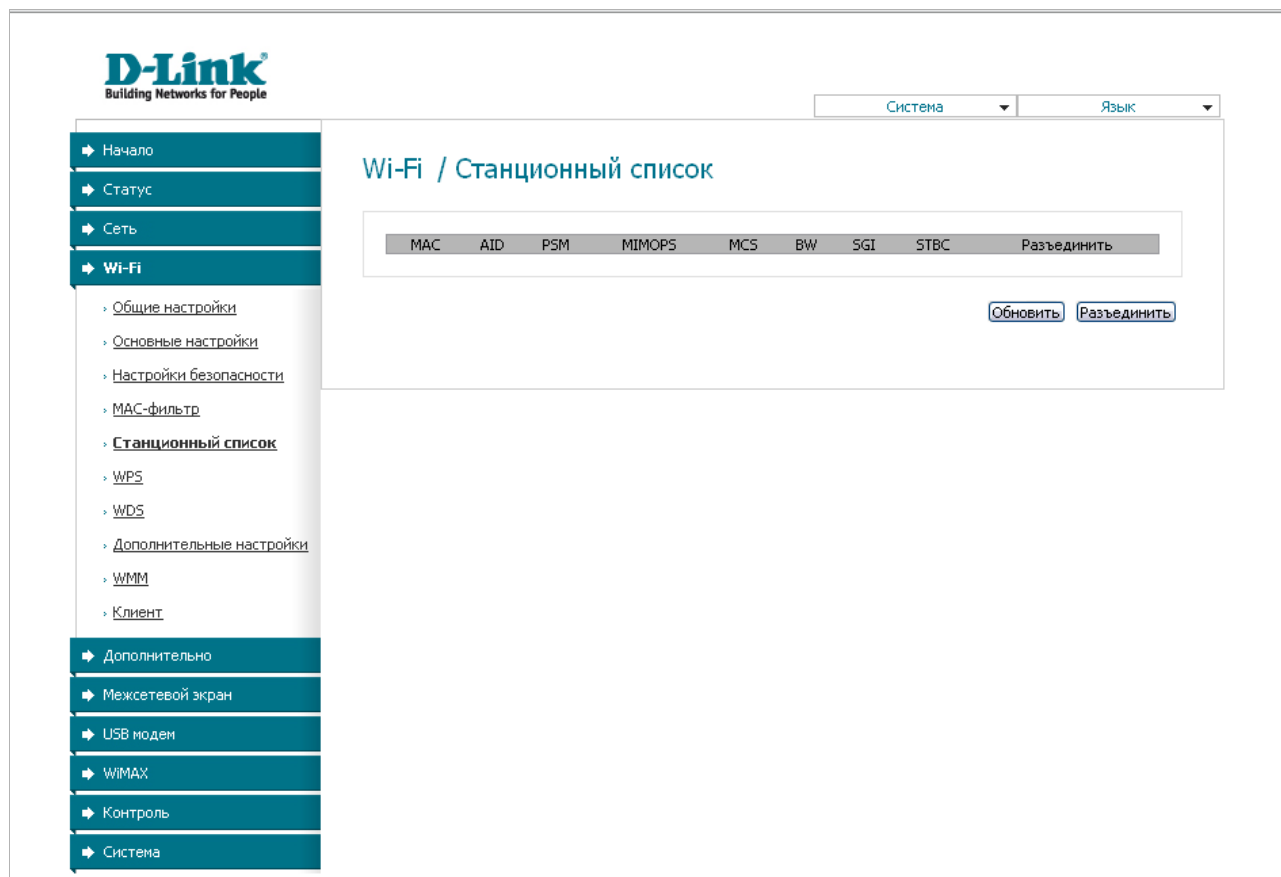 D-Link
Building Networks for People
Система
Язык
Начало
Статус
Сеть
Wi-Fi
Общие настройки
Основные настройки
Настройки безопасности
MAC-фильтр
Станционный список
WPS
WDS
Дополнительные настройки
WMM
Клиент
Дополнительно
Межсетевой экран
USB модем
WiMAX
Контроль
Система
Wi-Fi / Станционный список
MAC AID PSM MIMOPS MCS BW SGI STBC Разъединить
Обновить Разъединить